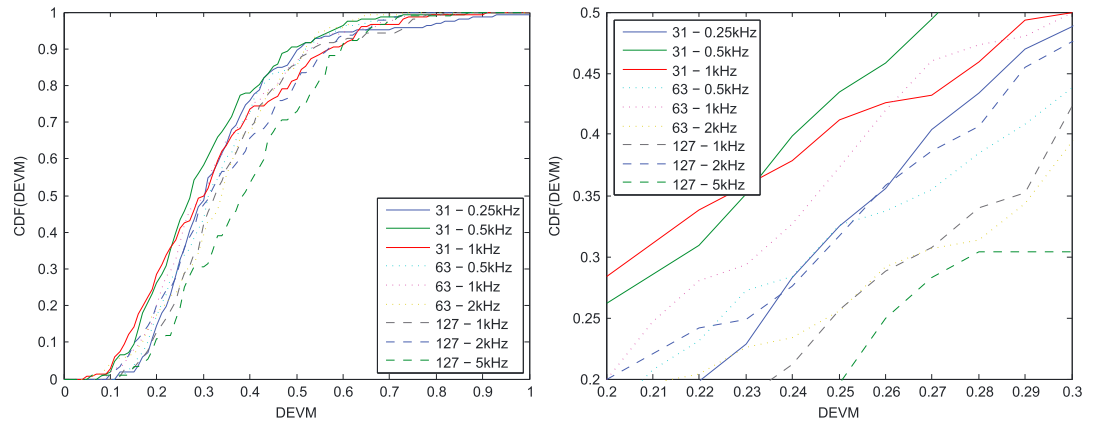 1
0.9
0.8
0.7
0.6
0.5
0.4
0.3
0.2
0.1
0
CDF(DEVM)
0 0.1 0.2 0.3 0.4 0.5 0.6 0.7 0.8 0.9 1
DEVM
31 − 0.25kHz
31 − 0.5kHz
31 − 1kHz
63 − 0.5kHz
63 − 1kHz
63 − 2kHz
127 − 1kHz
127 − 2kHz
127 − 5kHz
0.5
0.45
0.4
0.35
0.3
0.25
0.2
CDF(DEVM)
0.2 0.21 0.22 0.23 0.24 0.25 0.26 0.27 0.28 0.29 0.3
DEVM
31 − 0.25kHz
31 − 0.5kHz
31 − 1kHz
63 − 0.5kHz
63 − 1kHz
63 − 2kHz
127 − 1kHz
127 − 2kHz
127 − 5kHz